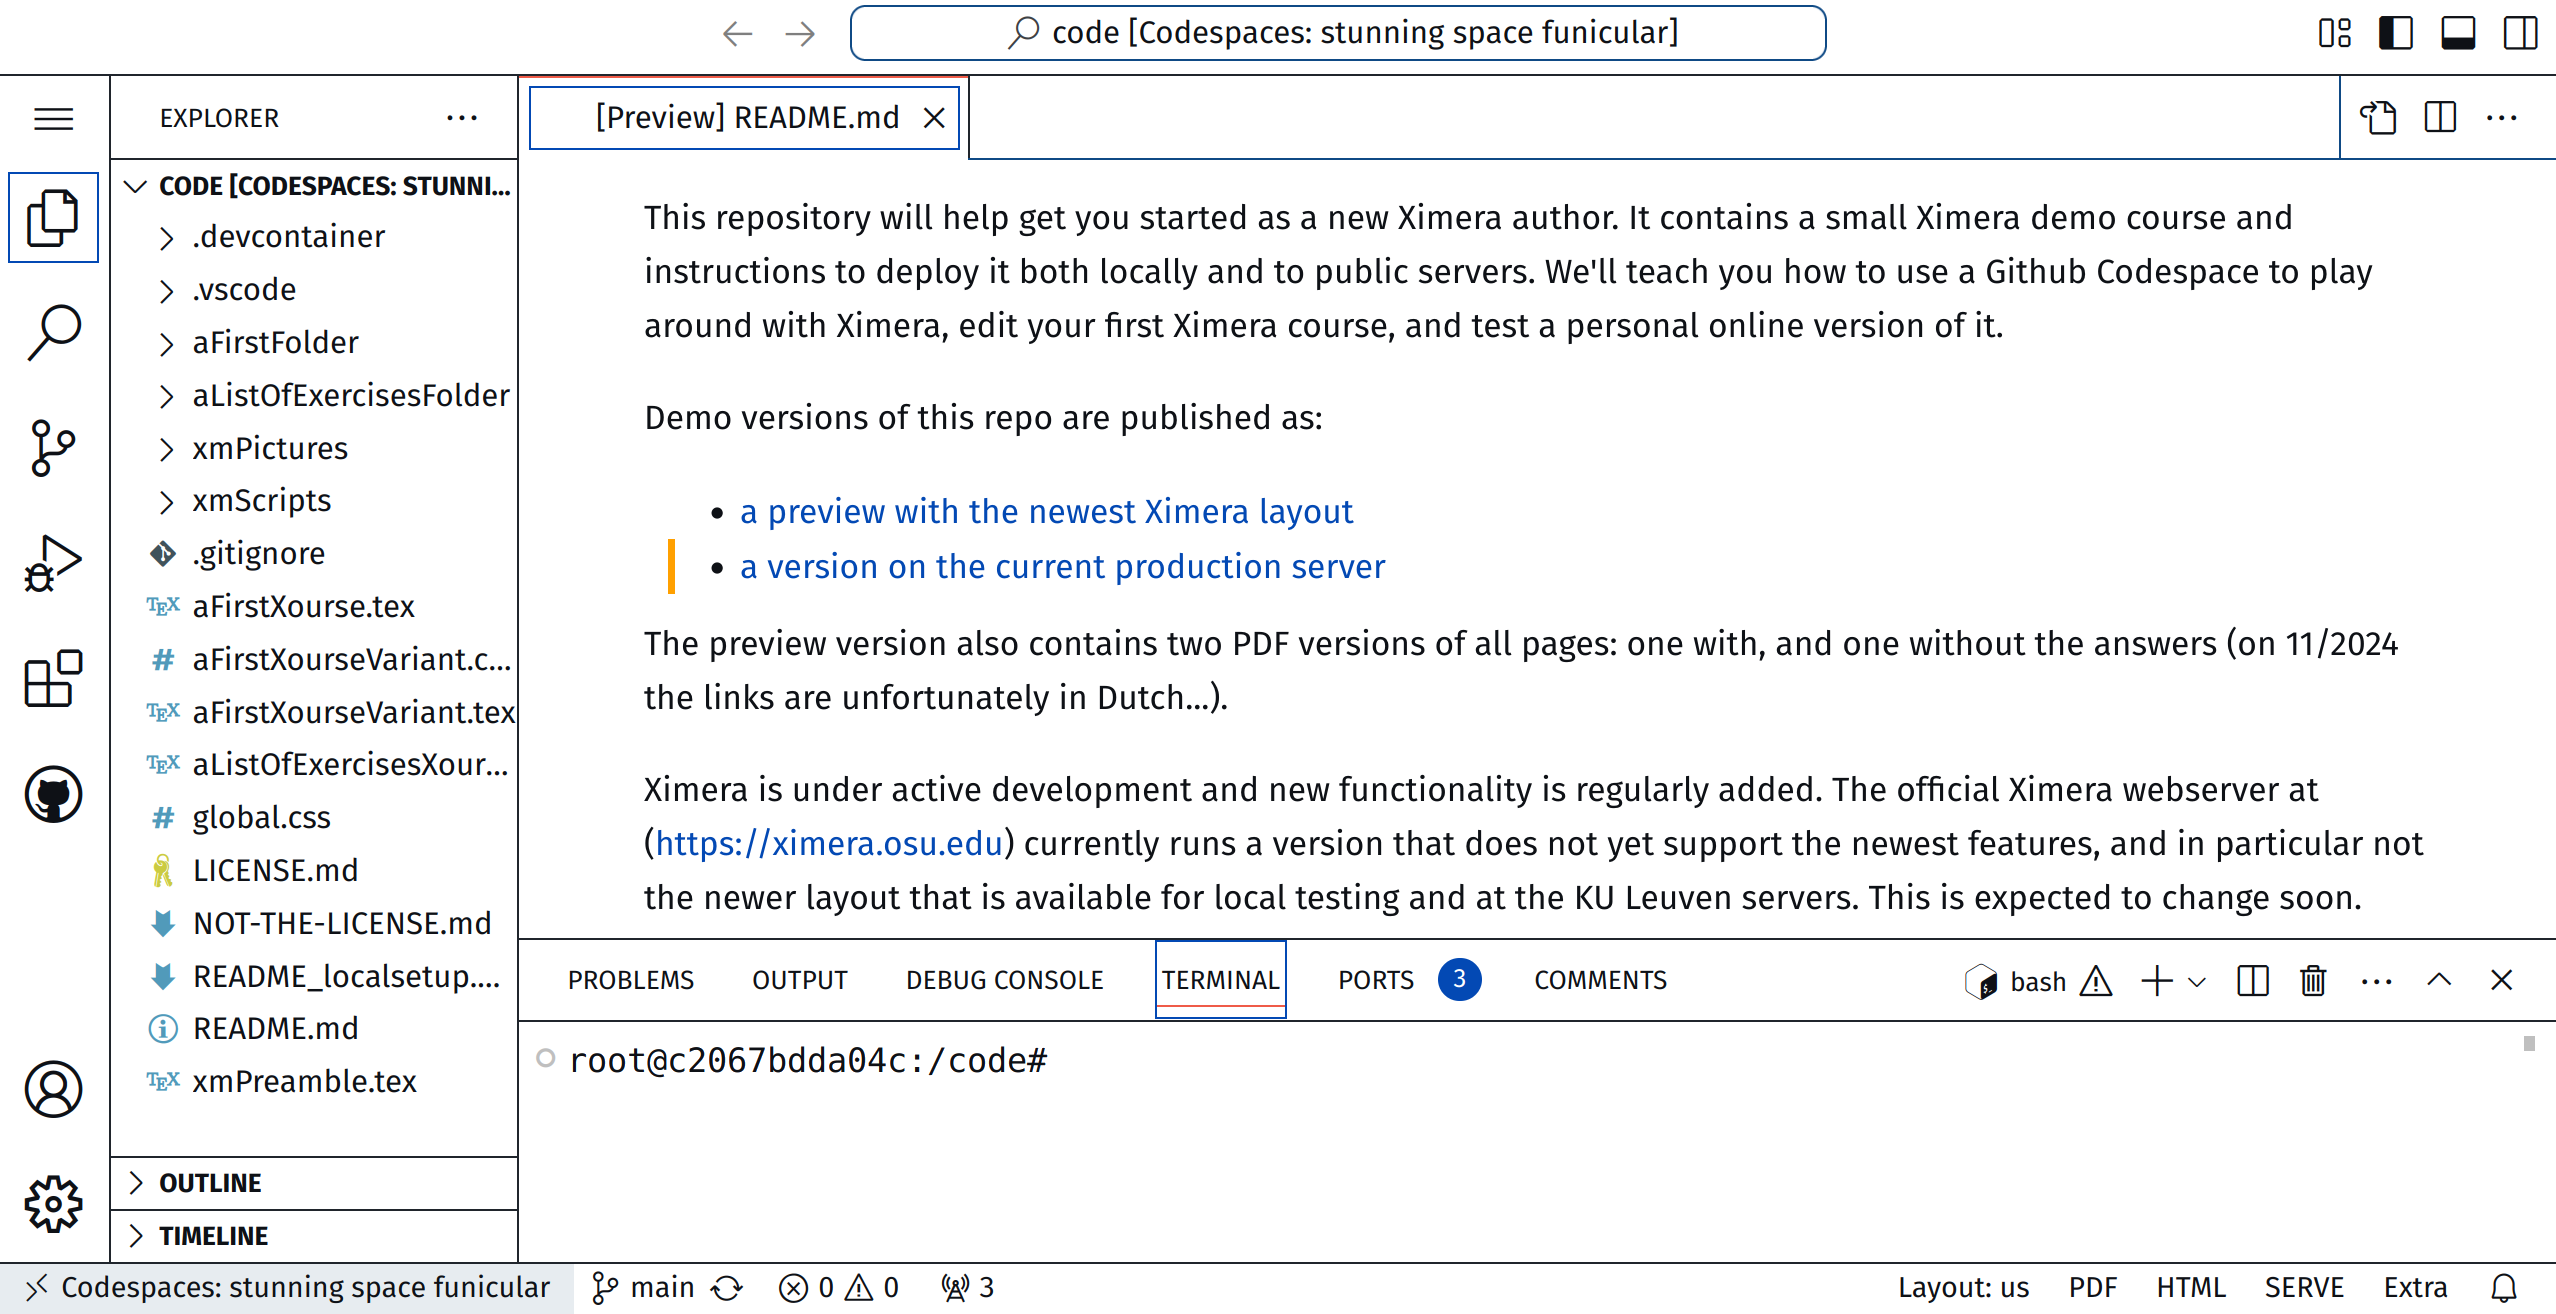 code [Codespaces: stunning space funicular]
EXPLORER
[Preview] README.md
CODE [CODESPACES: STUNNI...
.devcontainer
.vscode
aFirstFolder
aListOfExercisesFolder
xmPictures
xmScripts
.gitignore
TEX aFirstXourse.tex
# aFirstXourseVariant.c...
TEX aFirstXourseVariant.tex
TEX aListOfExercisesXour...
# global.css
LICENSE.md
NOT-THE-LICENSE.md
README_localsetup....
README.md
TEX xmPreamble.tex
OUTLINE
TIMELINE
This repository will help get you started as a new Ximera author. It contains a small Ximera demo course and
instructions to deploy it both locally and to public servers. We'll teach you how to use a Github Codespace to play
around with Ximera, edit your first Ximera course, and test a personal online version of it.
Demo versions of this repo are published as:
• a preview with the newest Ximera layout
• a version on the current production server
The preview version also contains two PDF versions of all pages: one with, and one without the answers (on 11/2024
the links are unfortunately in Dutch...).
Ximera is under active development and new functionality is regularly added. The official Ximera webserver at
(https://ximera.osu.edu) currently runs a version that does not yet support the newest features, and in particular not
the newer layout that is available for local testing and at the KU Leuven servers. This is expected to change soon.
PROBLEMS OUTPUT DEBUG CONSOLE TERMINAL PORTS 3 COMMENTS bash
root@c2067bdda04c:/code#
Codespaces: stunning space funicular main 0 0 3 Layout: us PDF HTML SERVE Extra